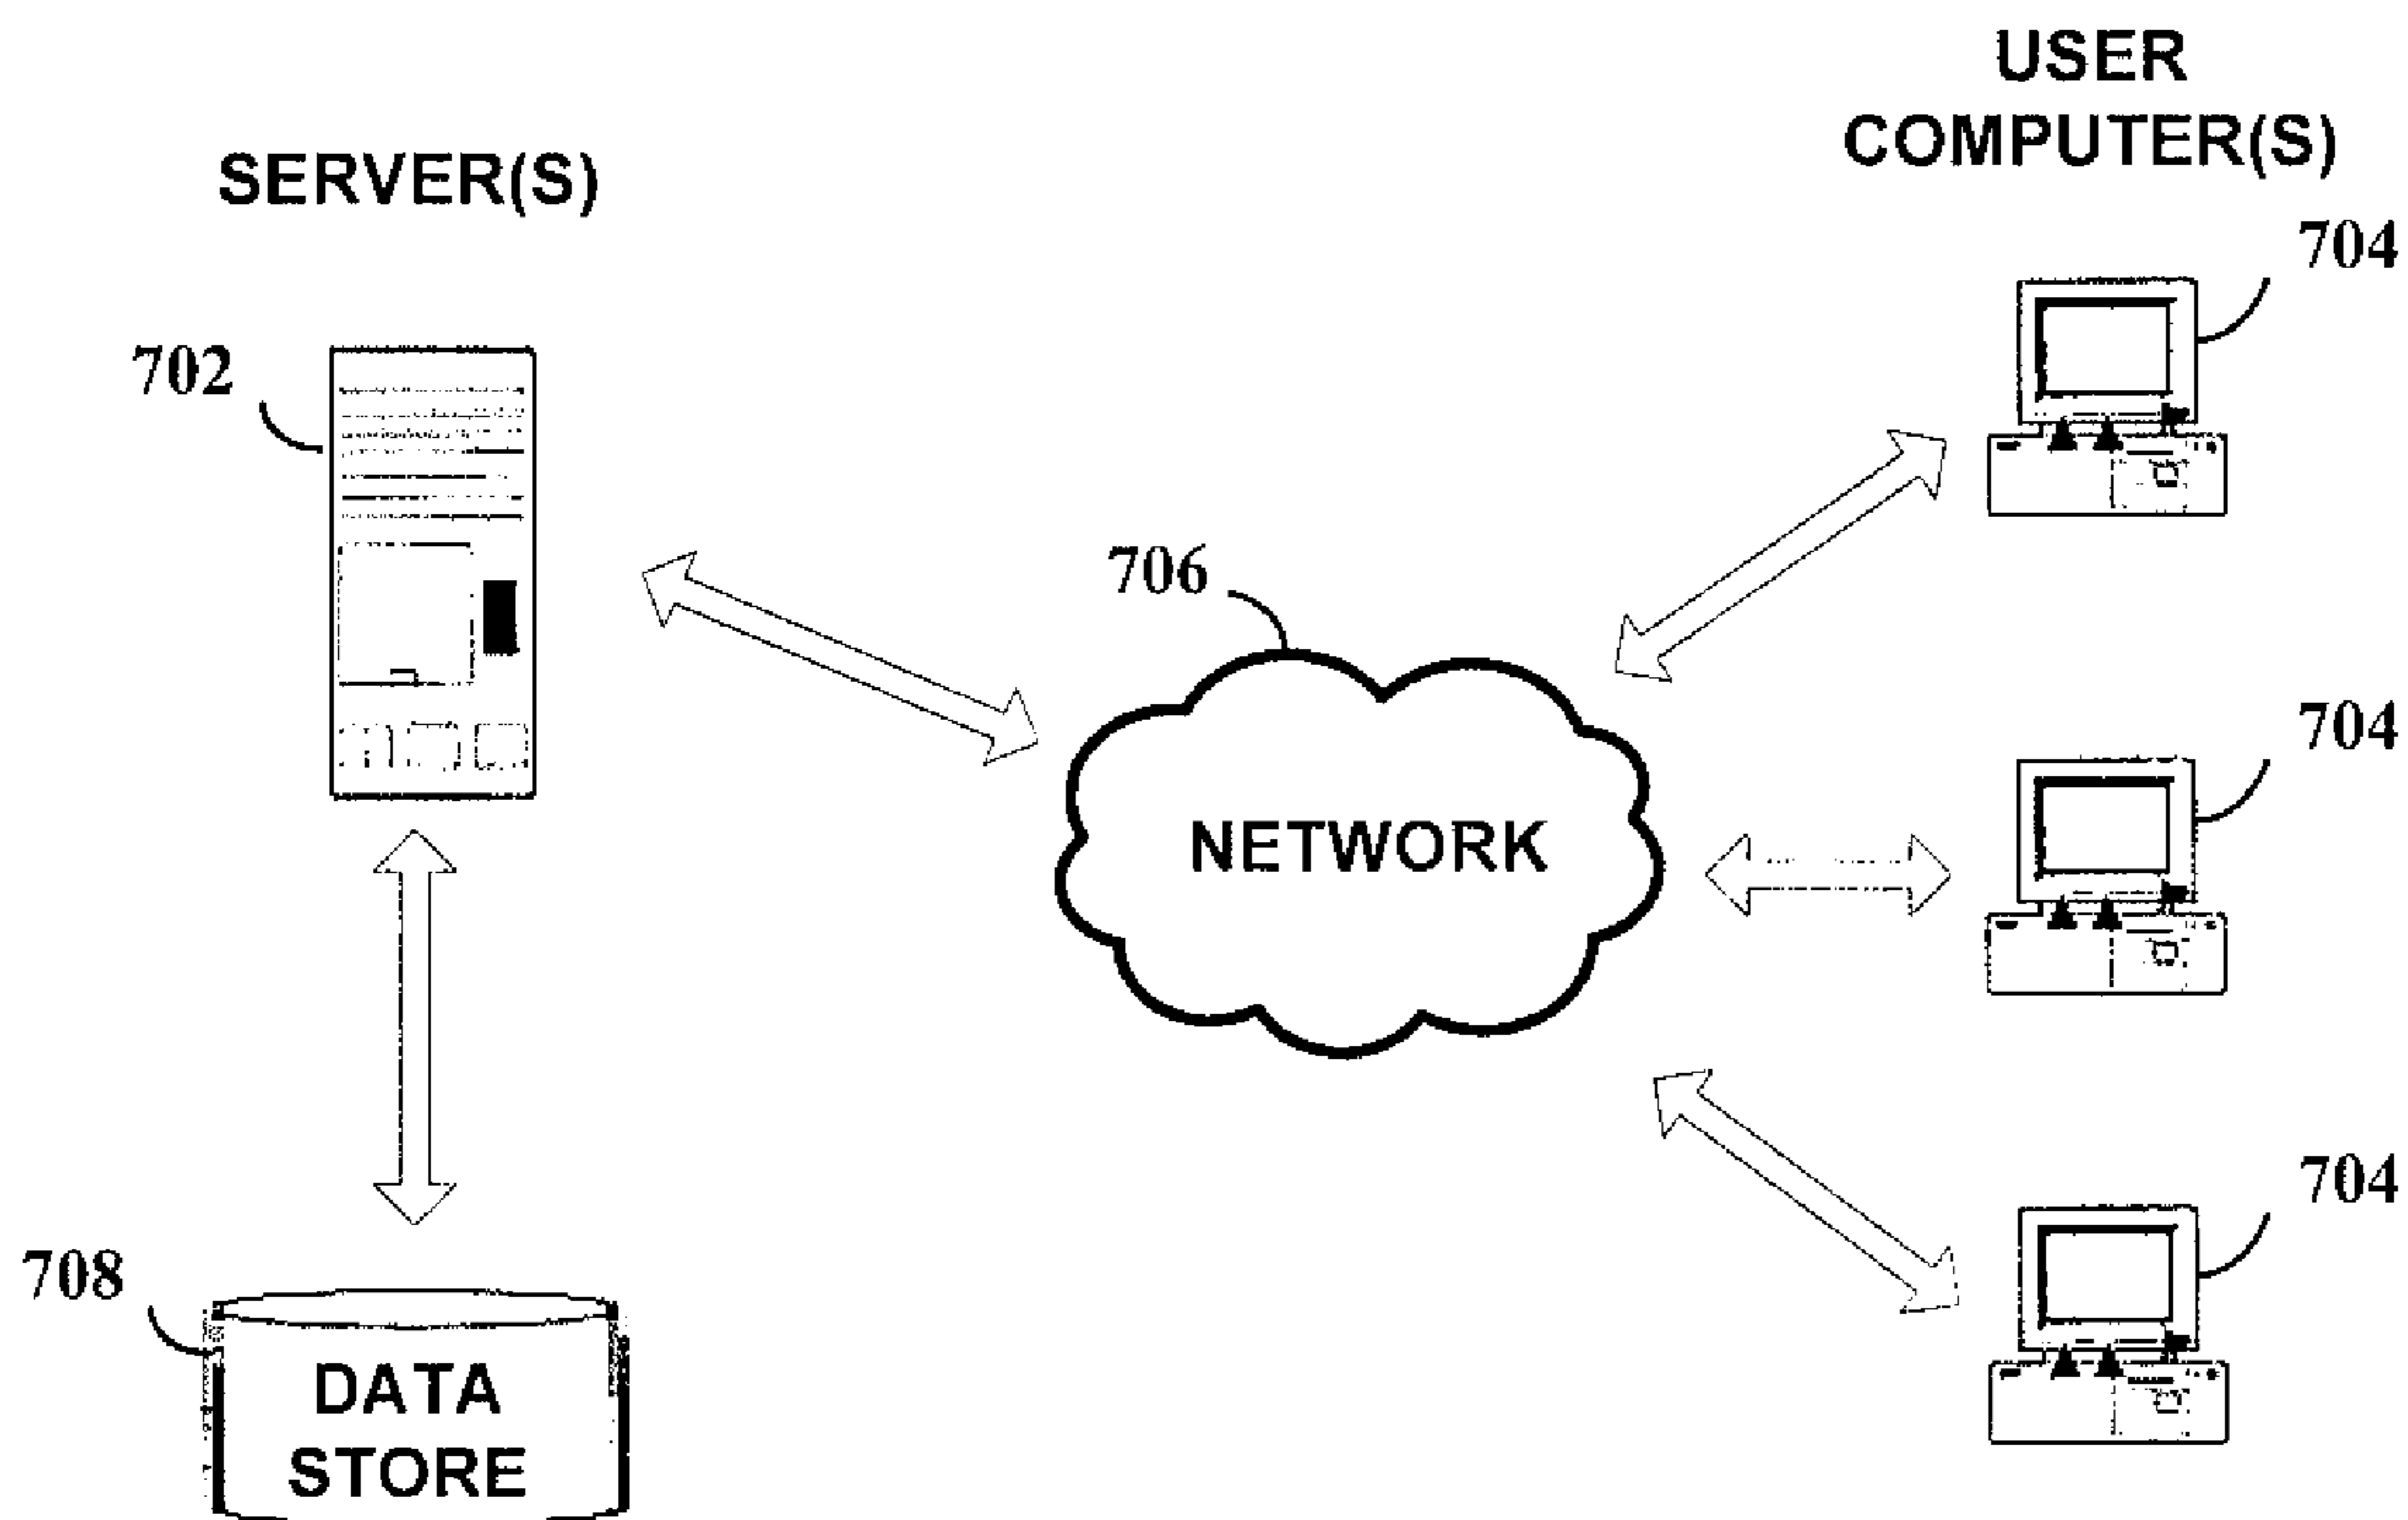 USER
COMPUTER(S)
SERVER(S)
704
702
706
704
NETWORK
704
708
DATA
STORE